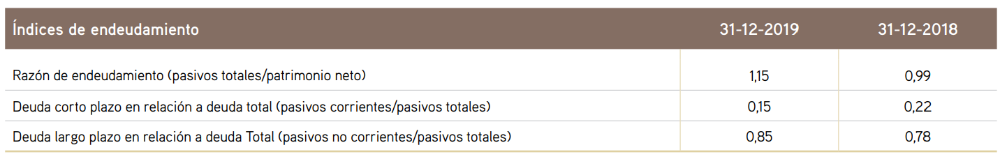 Índices de endeudamiento 31-12-2019 31-12-2018
Razón de endeudamiento (pasivos totales/patrimonio neto) 1,15 0,99
Deuda corto plazo en relación a deuda total (pasivos corrientes/pasivos totales) 0,15 0,22
Deuda largo plazo en relación a deuda Total (pasivos no corrientes/pasivos totales) 0,85 0,78